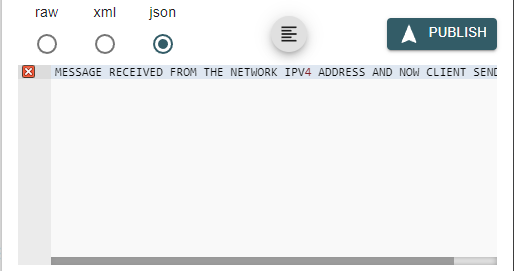 raw xml json
PUBLISH
MESSAGE RECEIVED FROM THE NETWORK IPV4 ADDRESS AND NOW CLIENT SEND